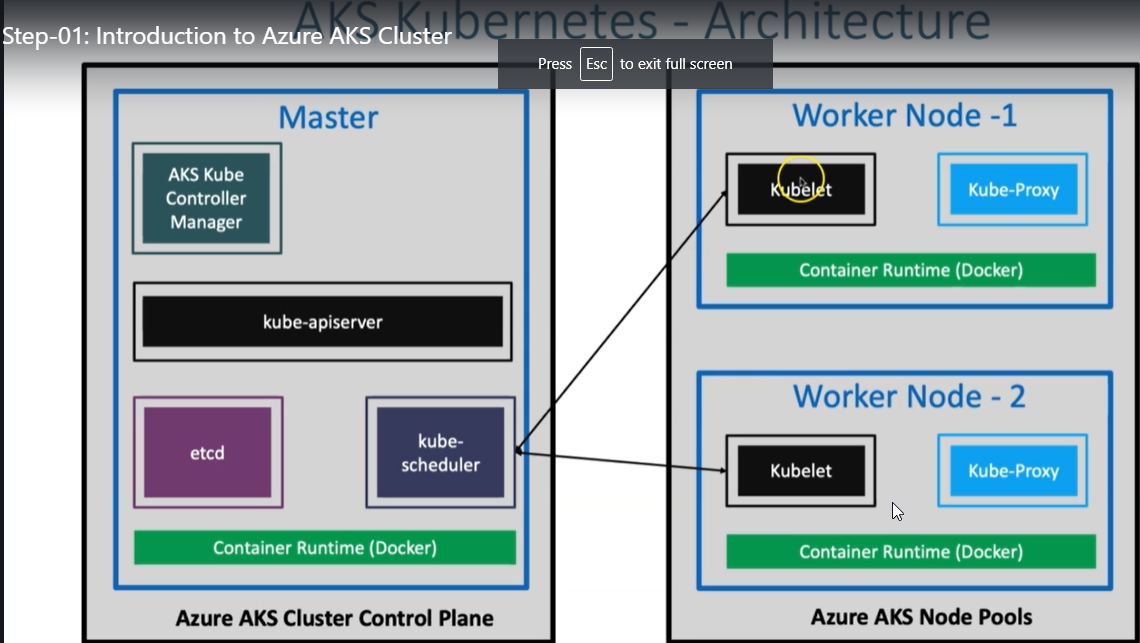 AKS Kubernetes - Architecture
Step-01: Introduction to Azure AKS Cluster
Press Esc to exit full screen
Master
AKS Kube
Controller
Manager
kube-apiserver
etcd
kube-
scheduler
Container Runtime (Docker)
Azure AKS Cluster Control Plane
Worker Node -1
Kubelet
Kube-Proxy
Container Runtime (Docker)
Worker Node - 2
Kubelet
Kube-Proxy
Container Runtime (Docker)
Azure AKS Node Pools